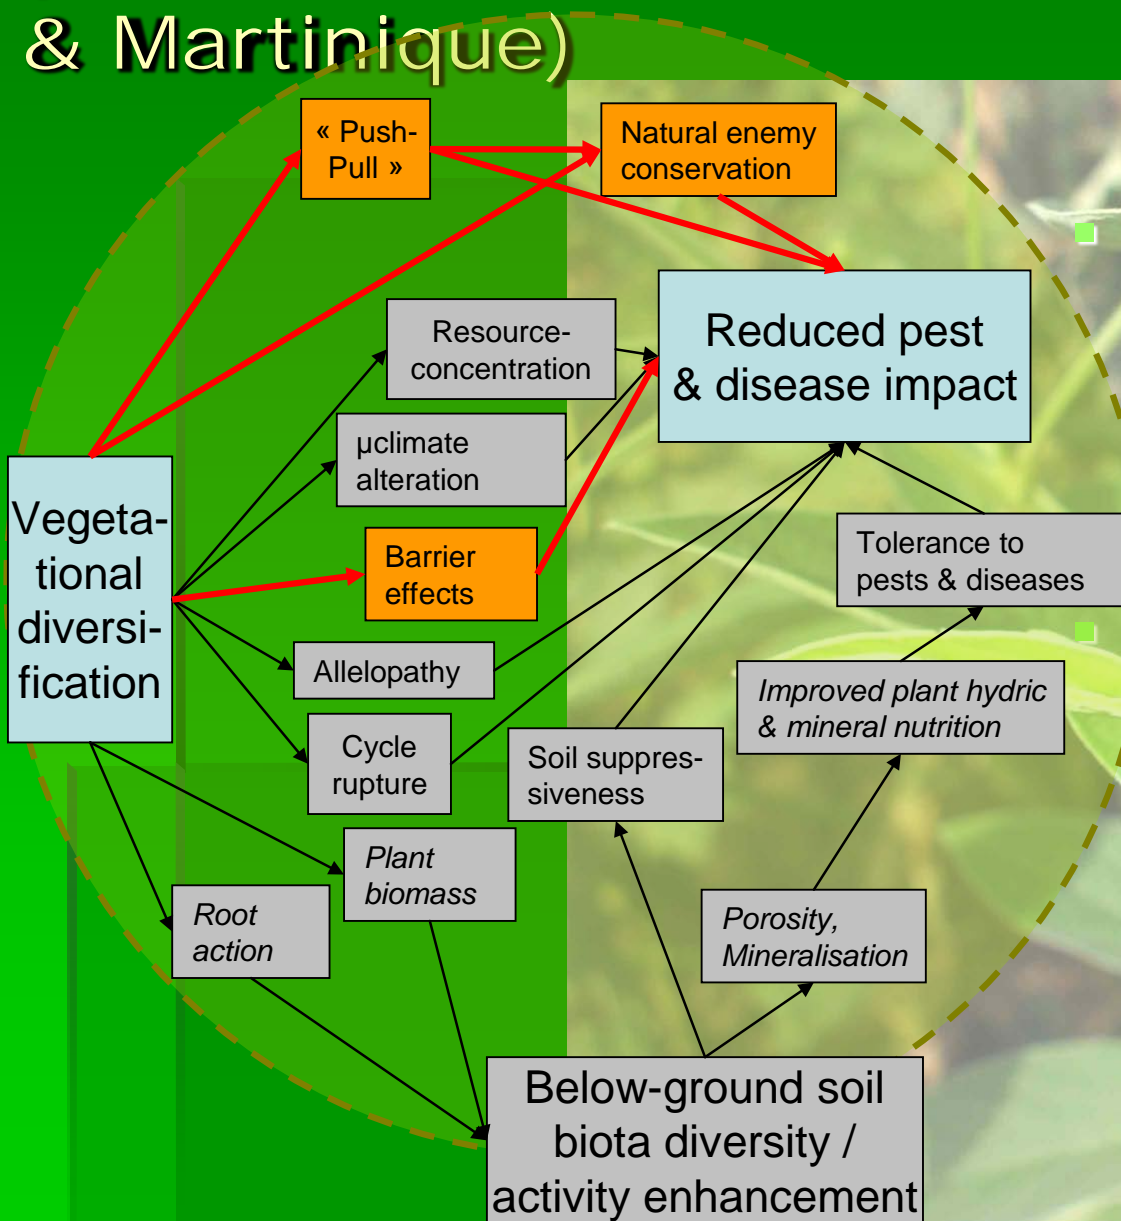 & Martinique)
« Push-
Pull »
Natural enemy
conservation
Resource-
concentration
Reduced pest
& disease impact
µclimate
alteration
Vegeta-
tional
diversi-
fication
Barrier
effects
Tolerance to
pests & diseases
Allelopathy
Improved plant hydric
& mineral nutrition
Cycle
rupture
Soil suppres-
siveness
Plant
biomass
Root
action
Porosity,
Mineralisation
Below-ground soil
biota diversity /
activity enhancement